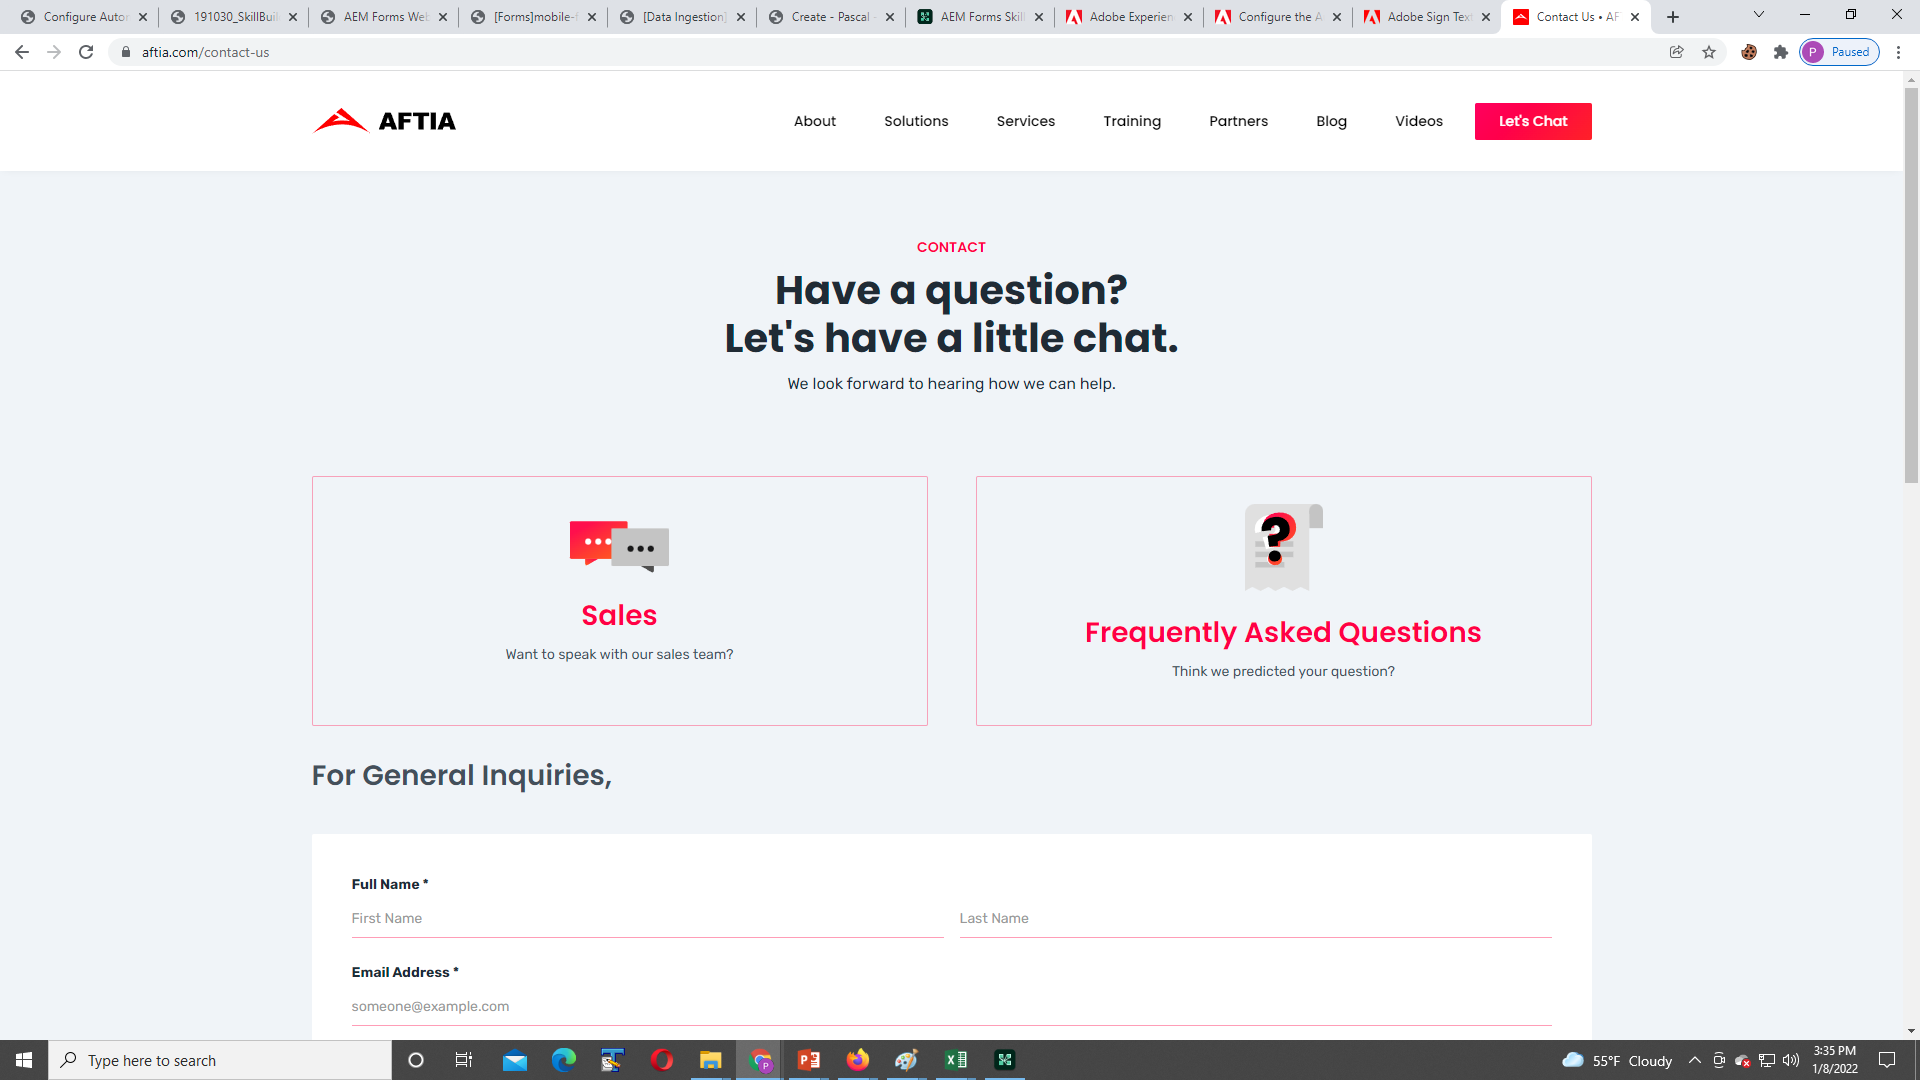 Configure Autor
191030_SkillBuil
AEM Forms Web
[Forms]mobile-f
[Data Ingestion]
Create - Pascal -
AEM Forms Skill
Adobe Experien
Configure the A
Adobe Sign Text
Contact Us • AF
aftia.com/contact-us
P Paused
AFTIA
About Solutions Services Training Partners Blog Videos Let's Chat
CONTACT
Have a question?
Let's have a little chat.
We look forward to hearing how we can help.
Sales
Want to speak with our sales team?
?
Frequently Asked Questions
Think we predicted your question?
For General Inquiries,
Full Name *
First Name Last Name
Email Address *
someone@example.com
Type here to search
55°F Cloudy
3:35 PM
1/8/2022